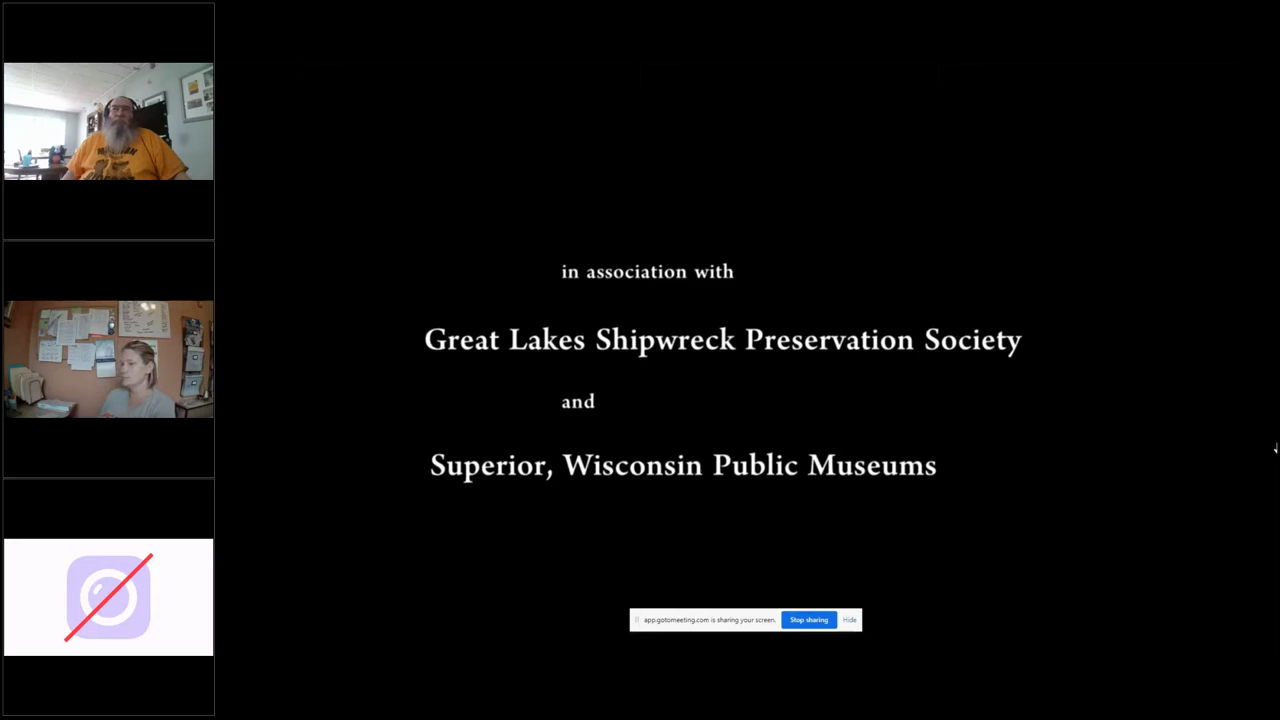 in association with
Great Lakes Shipwreck Preservation Society
and
Superior, Wisconsin Public Museums
app.gotomeeting.com is sharing your screen.
Stop sharing
Hide